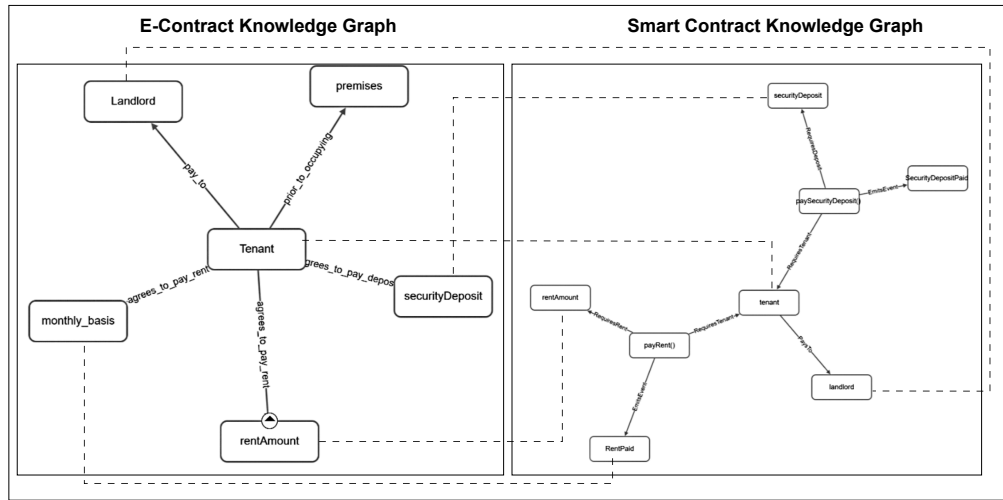 E-Contract Knowledge Graph
Smart Contract Knowledge Graph
Landlord
premises
pay_to
prior_to_occupying
Tenant
agrees_to_pay_rent
grees_to_pay_depos
monthly_basis
securityDeposit
agrees_to_pay_rent
rentAmount
securityDeposit
RequiresDeposit
SecurityDepositPaid
EmitsEvent
paySecurityDeposit()
RequiresTenant
rentAmount
tenant
RequiresRent
RequiresTenant
payRent()
PaysTo
landlord
EmitsEvent
RentPaid